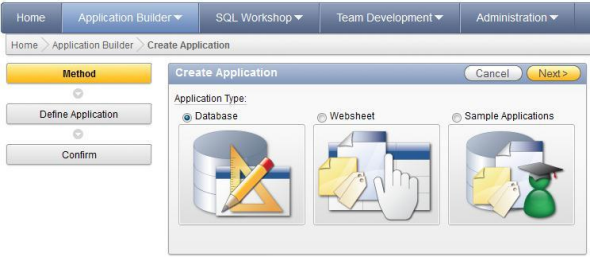 Home Application Builder SQL Workshop Team Development Administration
Home Application Builder Create Application
Method
Define Application
Confirm
Create Application Cancel Next >
Application Type:
Database Websheet Sample Applications